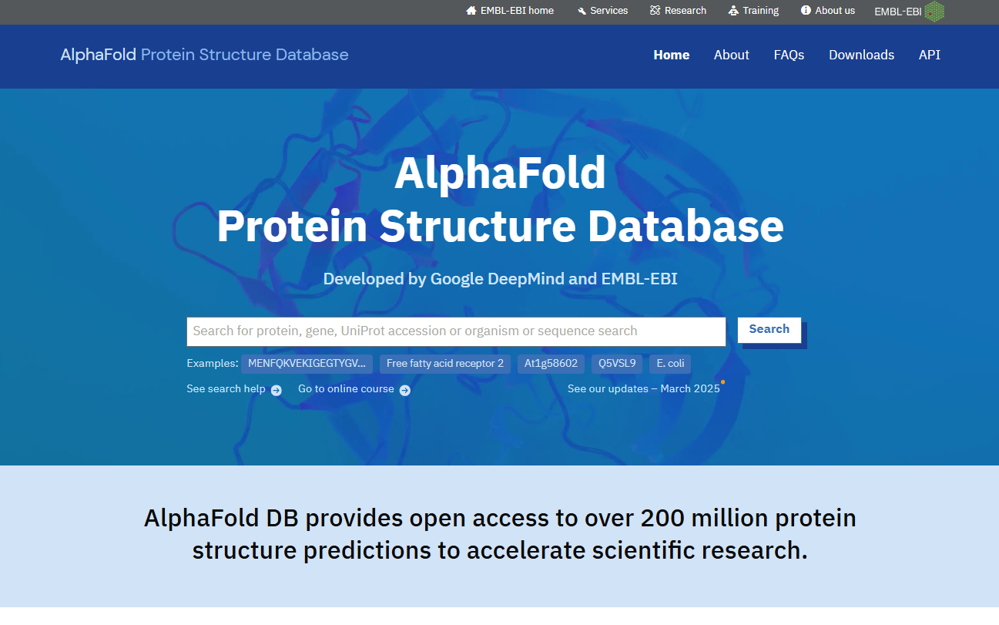 EMBL-EBI home Services Research Training About us EMBL-EBI
AlphaFold Protein Structure Database Home About FAQs Downloads API
AlphaFold
Protein Structure Database
Developed by Google DeepMind and EMBL-EBI
Search for protein, gene, UniProt accession or organism or sequence search Search
Examples: MENFQKVEKIGEGTYGV... Free fatty acid receptor 2 At1g58602 Q5VSL9 E. coli
See search help Go to online course See our updates – March 2025
AlphaFold DB provides open access to over 200 million protein
structure predictions to accelerate scientific research.